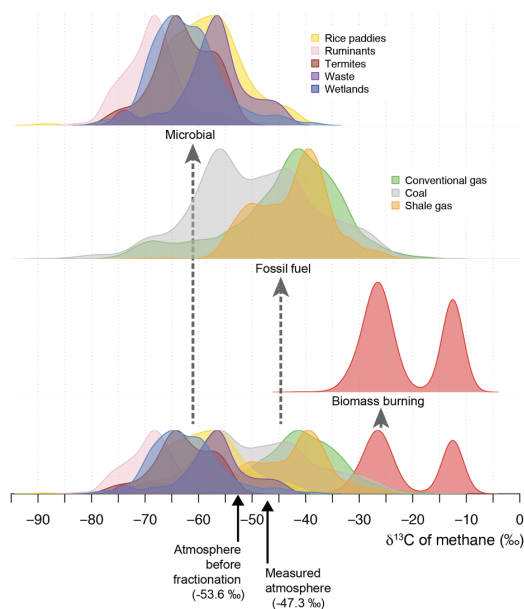 Rice paddies
Ruminants
Termites
Waste
Wetlands
Microbial
Conventional gas
Coal
Shale gas
Fossil fuel
Biomass burning
−90 −80 −70 −60 −50 −40 −30 −20 −10 0
δ¹³C of methane (‰)
Atmosphere
before
fractionation
(-53.6 ‰)
Measured
atmosphere
(-47.3 ‰)